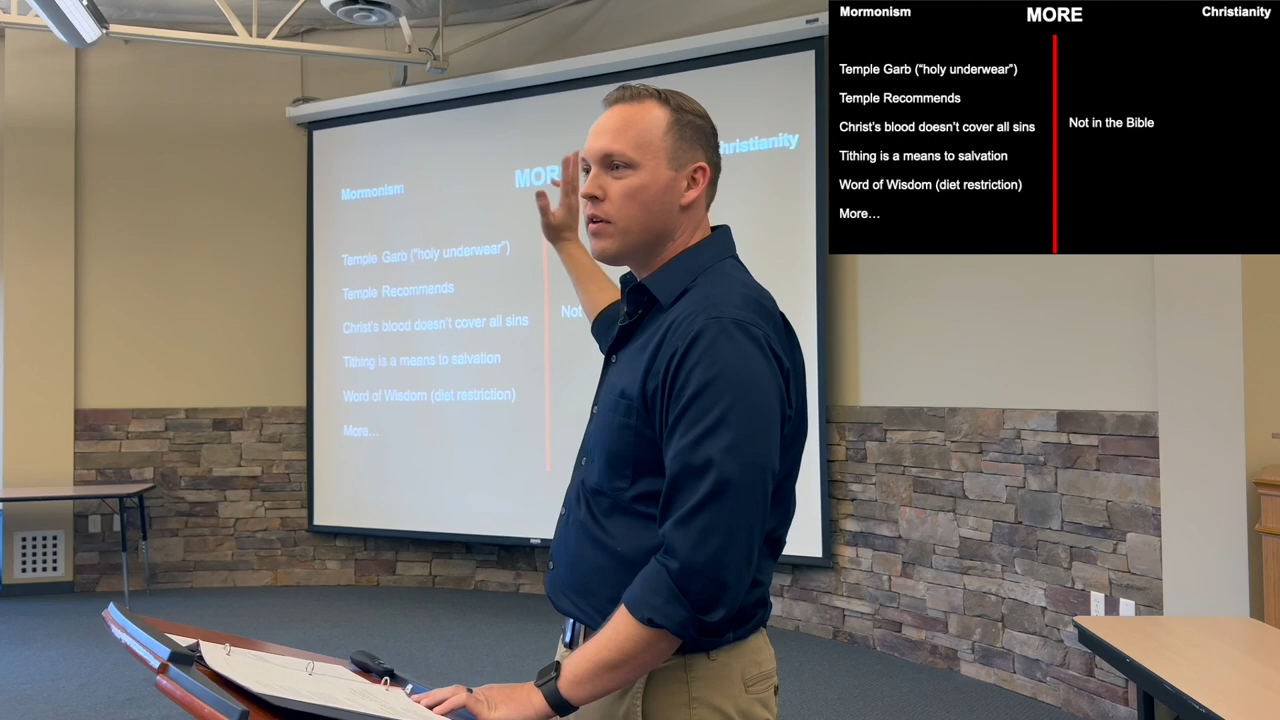 Mormonism
MORE
Christianity
Temple Garb (“holy underwear”)
Temple Recommends
Christ’s blood doesn’t cover all sins
Not in the Bible
Tithing is a means to salvation
Word of Wisdom (diet restriction)
More…
Mormonism
MOR
hristianity
Temple Garb (“holy underwear”)
Temple Recommends
Christ’s blood doesn’t cover all sins
Not
Tithing is a means to salvation
Word of Wisdom (diet restriction)
More…